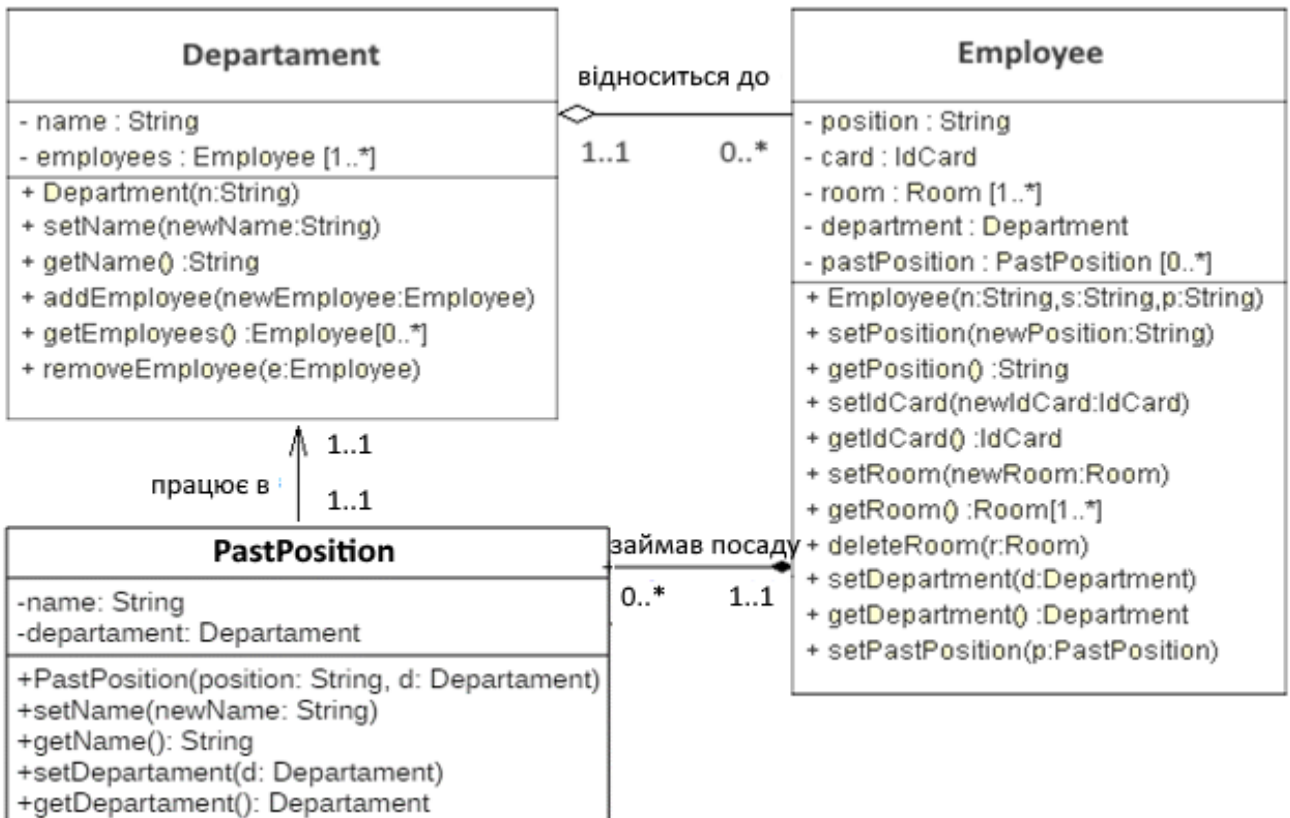 Departament
- name : String
- employees : Employee [1..*]
+ Department(n:String)
+ setName(newName:String)
+ getName() :String
+ addEmployee(newEmployee:Employee)
+ getEmployees() :Employee[0..*]
+ removeEmployee(e:Employee)
відноситься до
1..1
0..*
Employee
- position : String
- card : IdCard
- room : Room [1..*]
- department : Department
- pastPosition : PastPosition [0..*]
+ Employee(n:String,s:String,p:String)
+ setPosition(newPosition:String)
+ getPosition() :String
+ setIdCard(newIdCard:IdCard)
+ getIdCard() :IdCard
+ setRoom(newRoom:Room)
+ getRoom() :Room[1..*]
+ deleteRoom(r:Room)
+ setDepartment(d:Department)
+ getDepartment() :Department
+ setPastPosition(p:PastPosition)
1..1
працює в
1..1
займав посаду
0..*
1..1
PastPosition
-name: String
-departament: Departament
+PastPosition(position: String, d: Departament)
+setName(newName: String)
+getName(): String
+setDepartament(d: Departament)
+getDepartament(): Departament